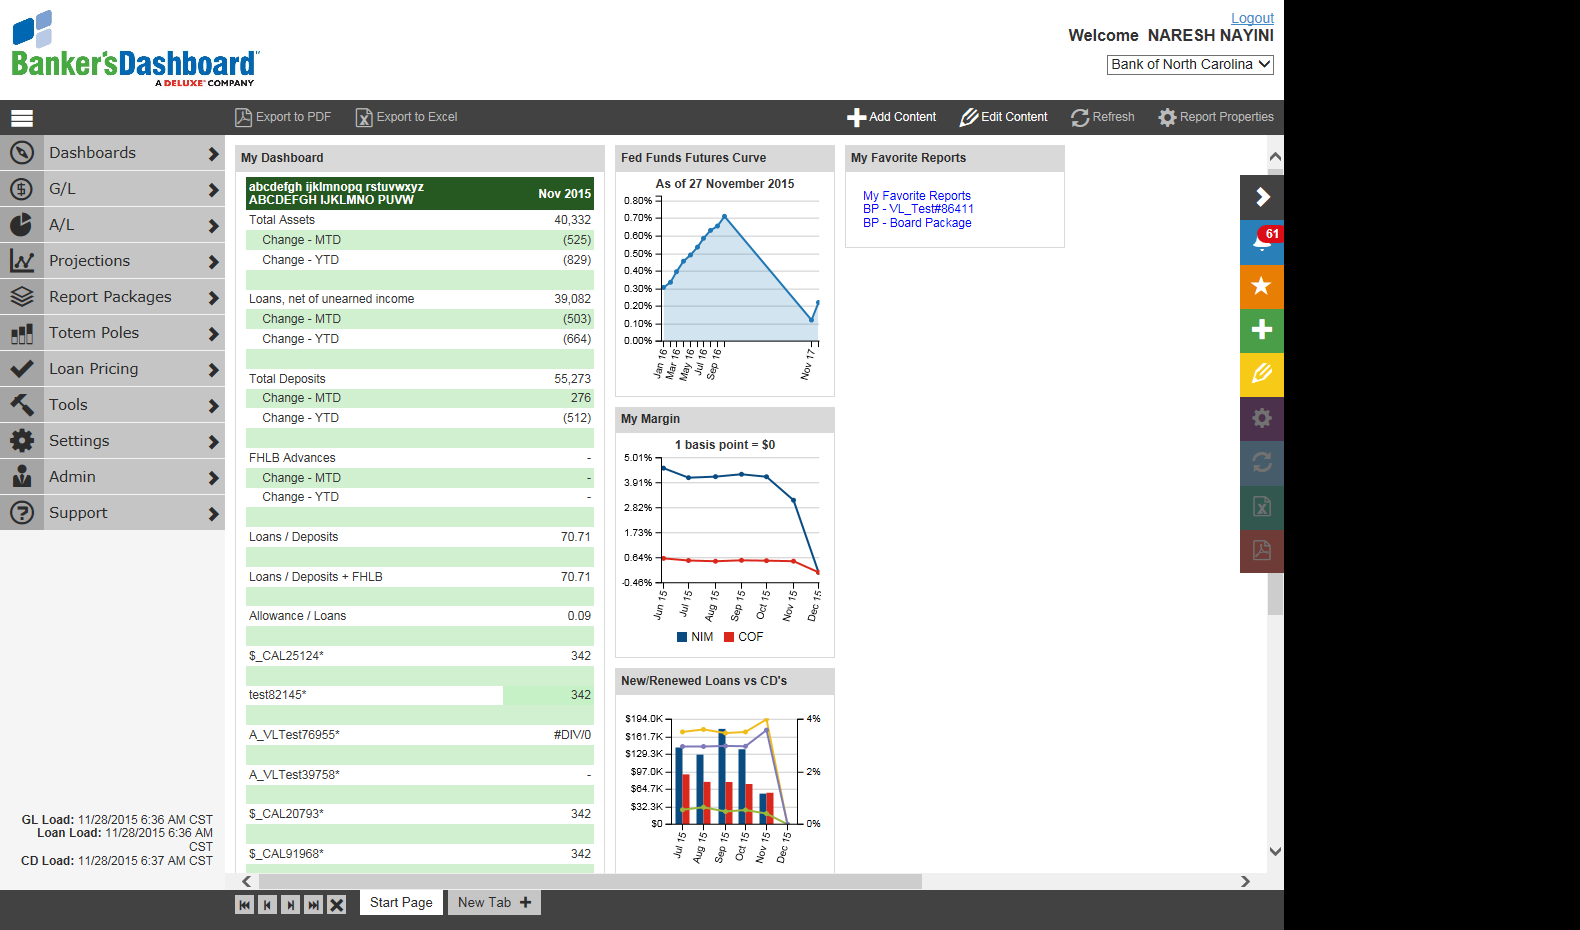 Logout
Welcome NARESH NAYINI
Bank of North Carolina
Banker'sDashboard
A DELUXE COMPANY
Export to PDF
Export to Excel
Add Content
Edit Content
Refresh
Report Properties
Dashboards
G/L
A/L
Projections
Report Packages
Totem Poles
Loan Pricing
Tools
Settings
Admin
Support
GL Load: 11/28/2015 6:36 AM CST
Loan Load: 11/28/2015 6:36 AM
CST
CD Load: 11/28/2015 6:37 AM CST
My Dashboard
abcdefgh ijklmnopq rstuvwxyz
ABCDEFGH IJKLMNO PUVW Nov 2015
Total Assets 40,332
Change - MTD (525)
Change - YTD (829)
Loans, net of unearned income 39,082
Change - MTD (503)
Change - YTD (664)
Total Deposits 55,273
Change - MTD 276
Change - YTD (512)
FHLB Advances -
Change - MTD -
Change - YTD -
Loans / Deposits 70.71
Loans / Deposits + FHLB 70.71
Allowance / Loans 0.09
$_CAL25124* 342
test82145* 342
A_VLTest76955* #DIV/0
A_VLTest39758* -
$_CAL20793* 342
$_CAL91968* 342
Fed Funds Futures Curve
As of 27 November 2015
0.80%
0.70%
0.60%
0.50%
0.40%
0.30%
0.20%
0.10%
0.00%
Jan 16
Mar 16
May 16
Jul 16
Sep 16
Nov 17
My Margin
1 basis point = $0
5.01%
3.91%
2.82%
1.73%
0.64%
-0.46%
Jun 15
Jul 15
Aug 15
Sep 15
Oct 15
Nov 15
Dec 15
NIM COF
New/Renewed Loans vs CD's
$194.0K 4%
$161.7K
$129.3K
$97.0K 2%
$64.7K
$32.3K
$0 0%
Jul 15
Aug 15
Sep 15
Oct 15
Nov 15
Dec 15
My Favorite Reports
My Favorite Reports
BP - VL_Test#86411
BP - Board Package
61
Start Page
New Tab